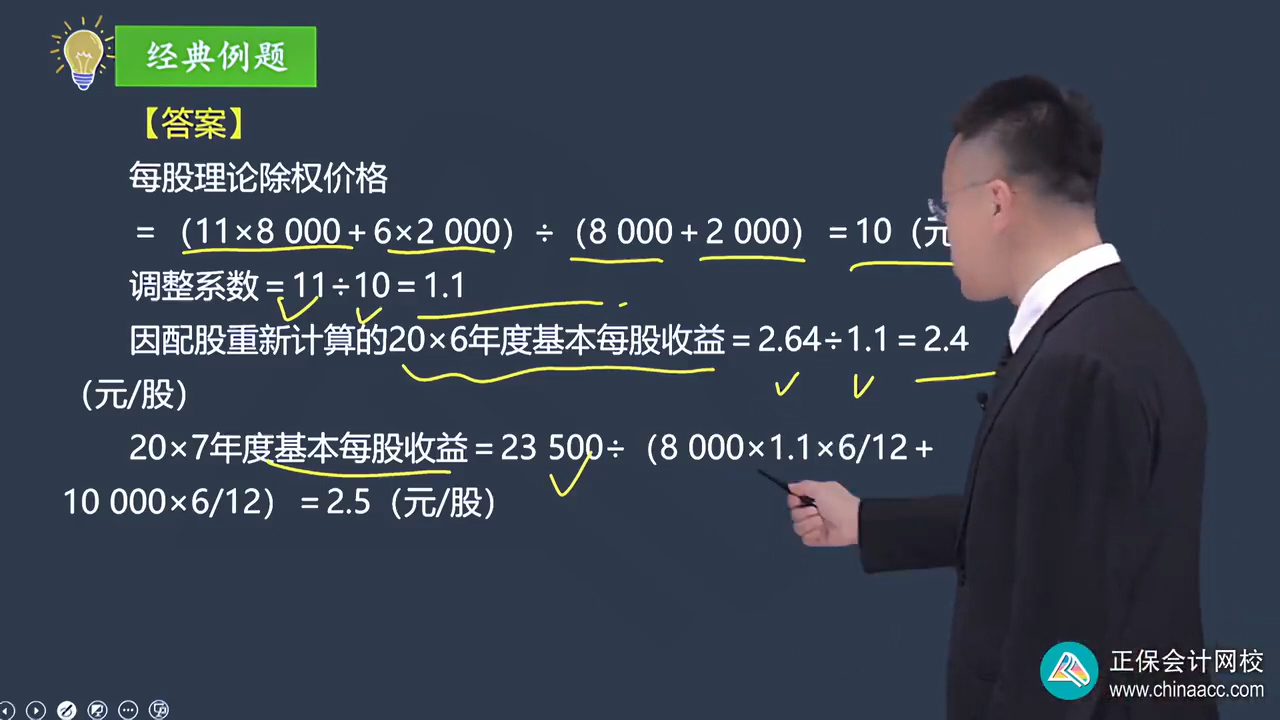 经典例题
【答案】
每股理论除权价格
＝（11×8 000＋6×2 000）÷（8 000＋2 000）＝10（元
调整系数＝11÷10＝1.1
因配股重新计算的20×6年度基本每股收益＝2.64÷1.1＝2.4
（元/股）
20×7年度基本每股收益＝23 500÷（8 000×1.1×6/12＋
10 000×6/12）＝2.5（元/股）
正保会计网校
www.chinaacc.com